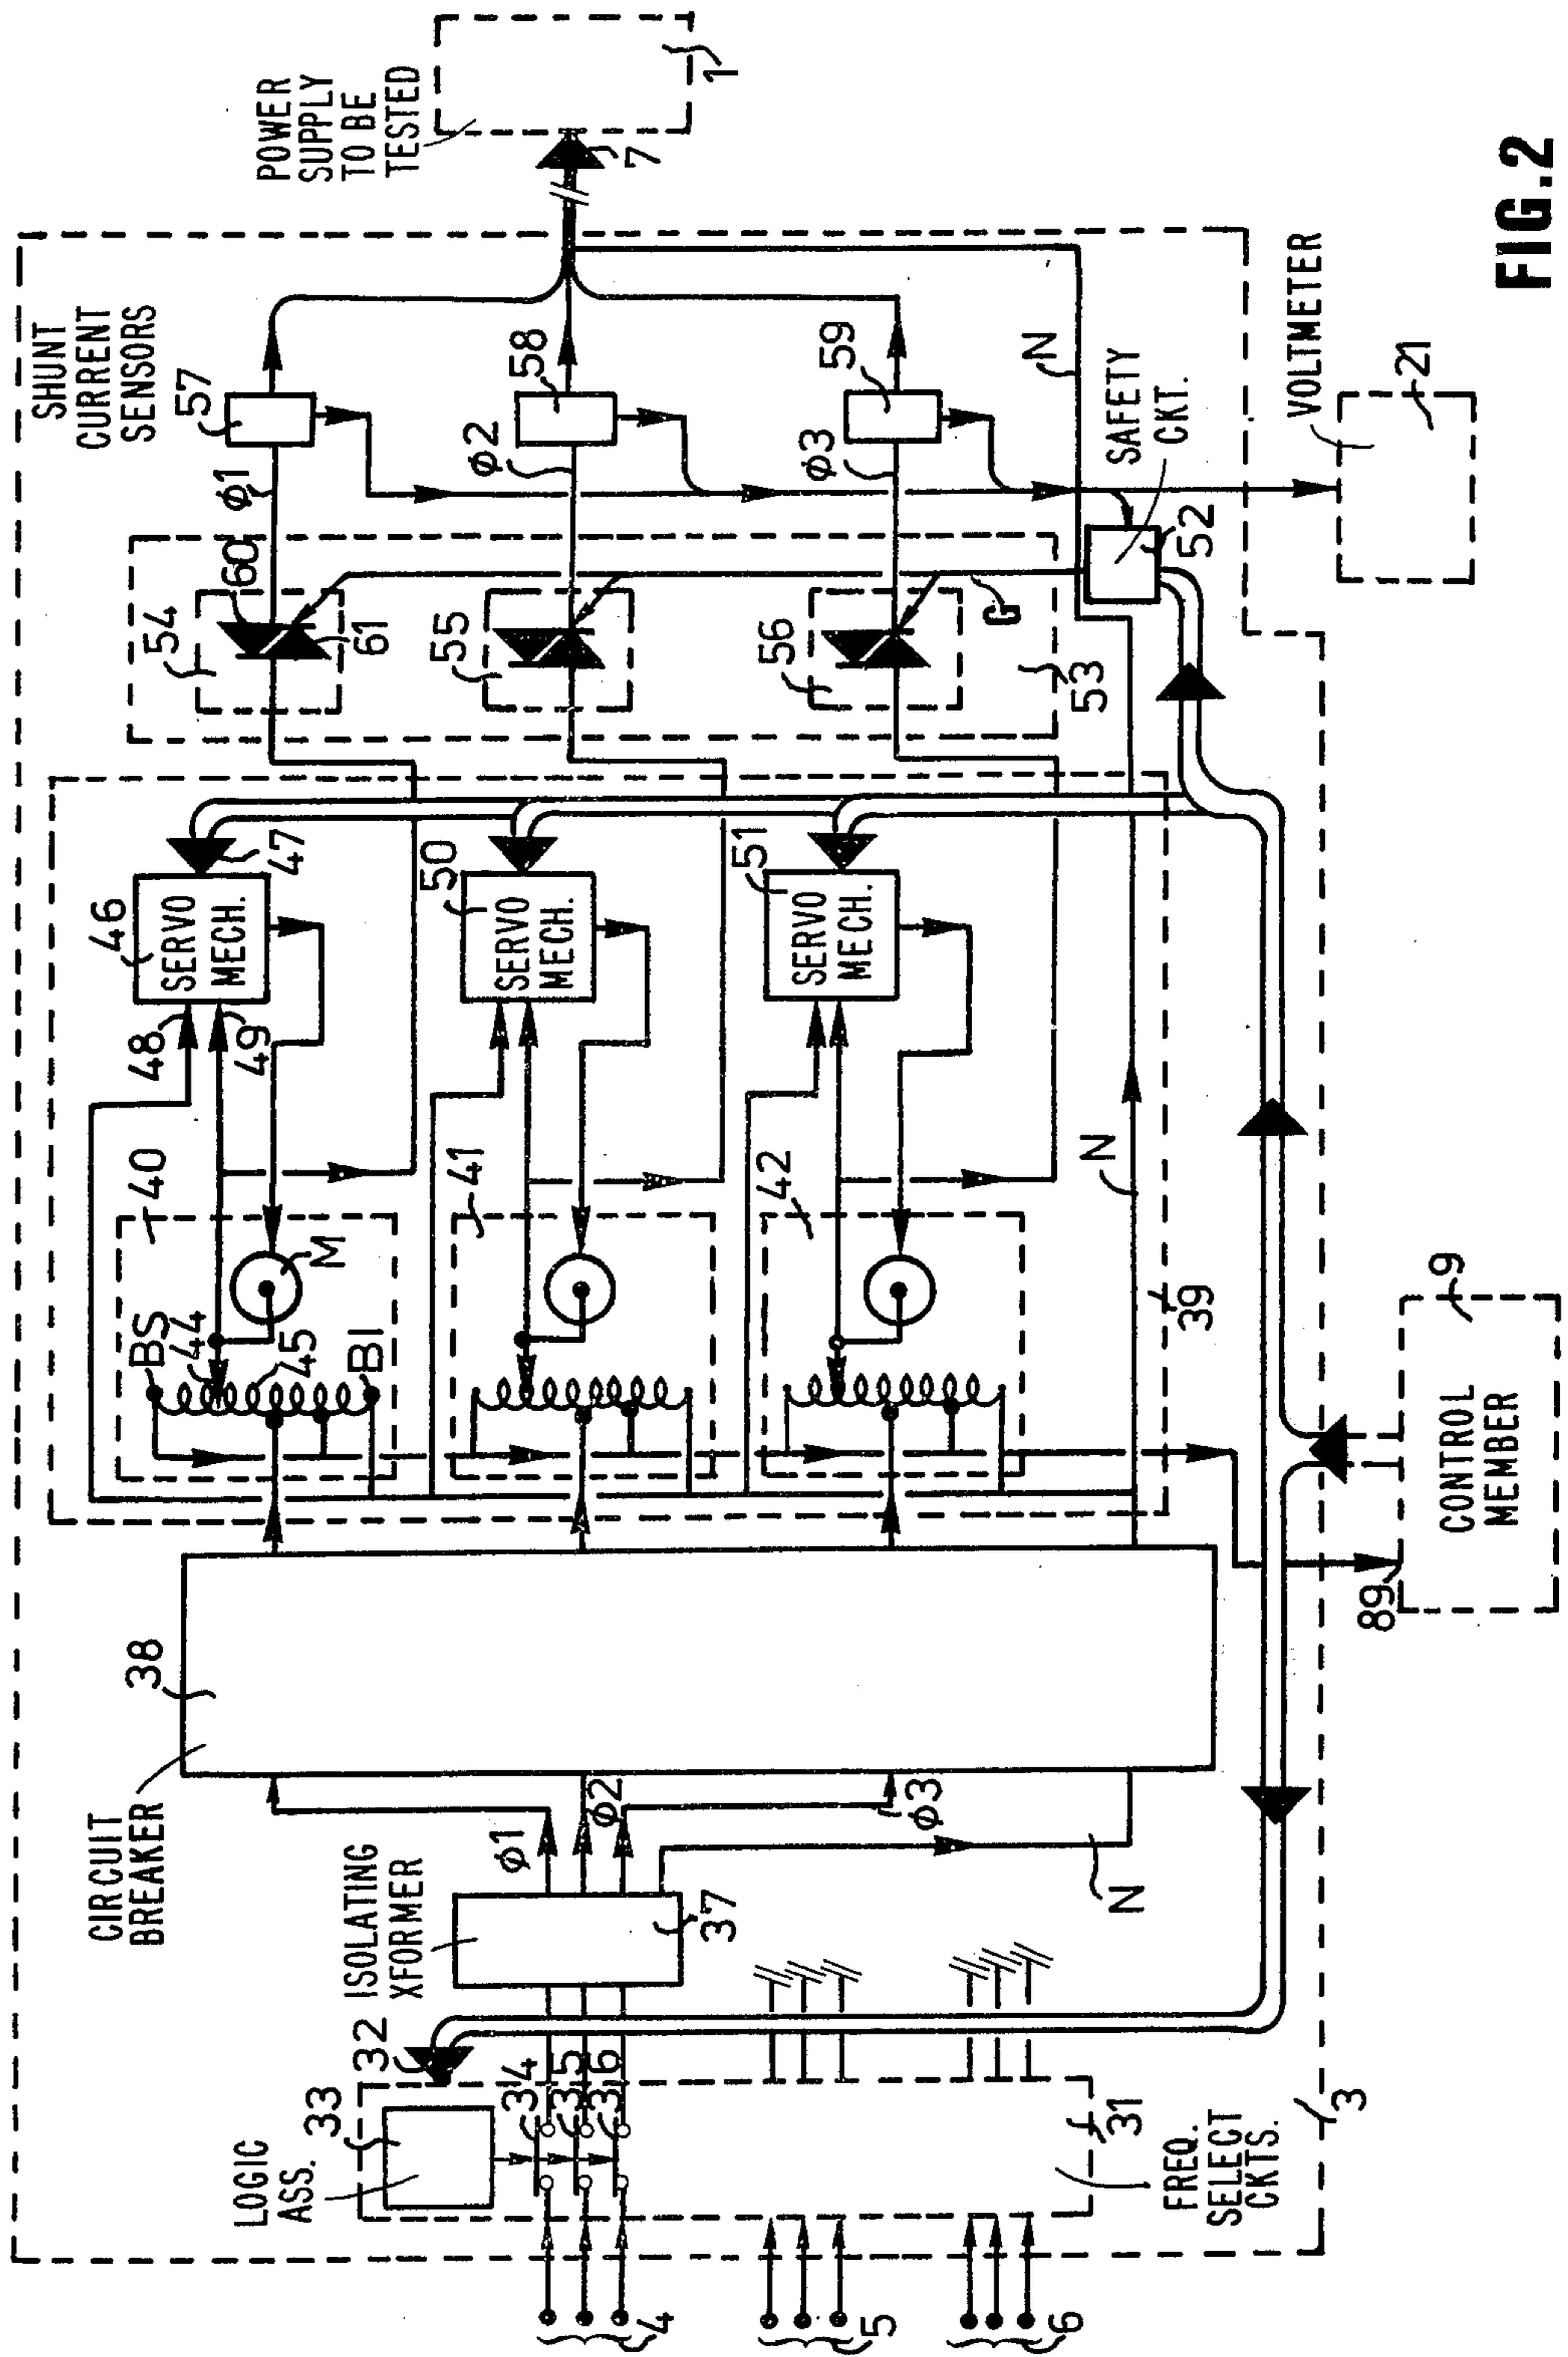 POWER
SUPPLY
TO BE
TESTED
1
7
SHUNT
CURRENT
SENSORS
57
58
59
φ1
φ2
φ3
N
SAFETY
CKT.
52
VOLTMETER
21
54
60
61
55
56
53
G
46
SERVO
MECH.
47
48
49
50
SERVO
MECH.
51
SERVO
MECH.
40
41
42
M
BS
44
45
BI
N
39
CONTROL
MEMBER
9
89
38
CIRCUIT
BREAKER
φ1
φ2
φ3
N
ISOLATING
XFORMER
37
32
33
LOGIC
ASS.
34
35
36
31
FREQ.
SELECT
CKTS.
3
4
5
6
FIG.2